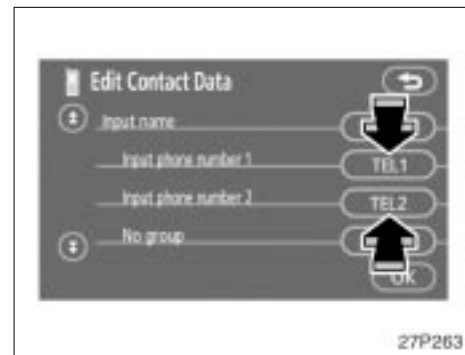 Edit Contact Data
Input name
Input phone number 1 TEL1
Input phone number 2 TEL2
No group
OK
27P263